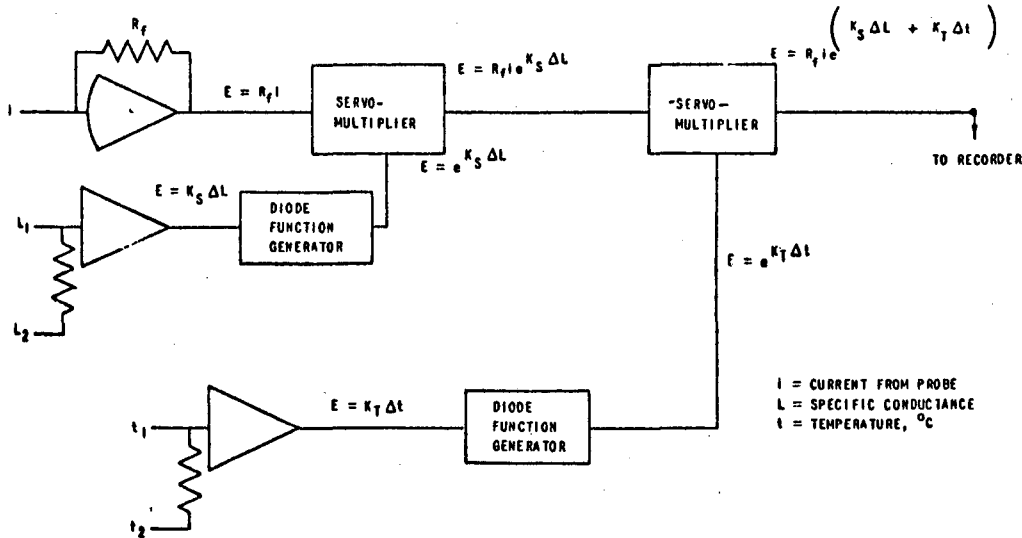 R_f
i
E = R_f i
SERVO-
MULTIPLIER
E = R_f i e^{K_S ΔL}
-SERVO-
MULTIPLIER
E = R_f i e^{(K_S ΔL + K_T Δt)}
TO RECORDER
E = e^{K_S ΔL}
L_1
E = K_S ΔL
DIODE
FUNCTION
GENERATOR
L_2
E = e^{K_T Δt}
t_1
E = K_T Δt
DIODE
FUNCTION
GENERATOR
t_2
i = CURRENT FROM PROBE
L = SPECIFIC CONDUCTANCE
t = TEMPERATURE, °C